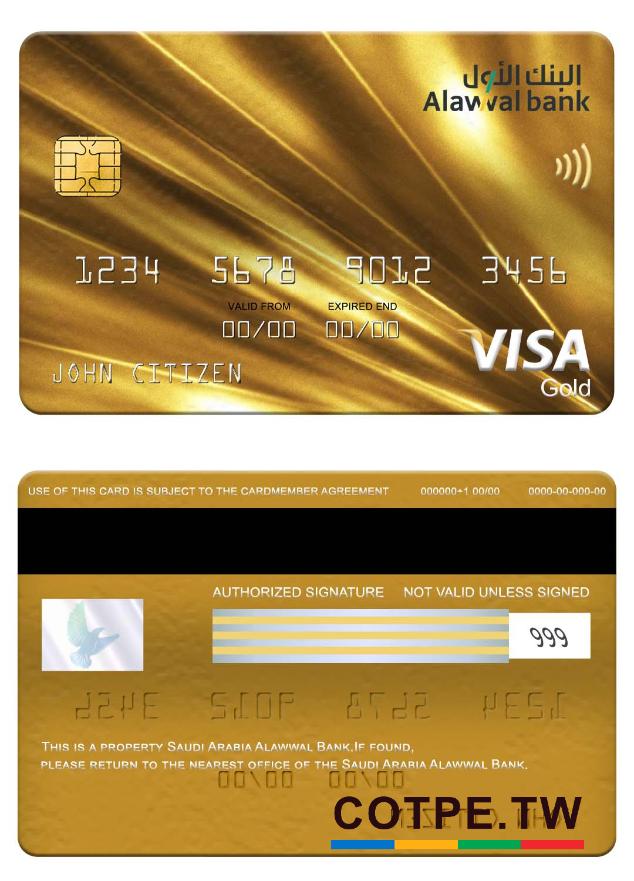 البنك الأول
Alawwal bank
1234 5678 9012 3456
VALID FROM EXPIRED END
00/00 00/00
JOHN CITIZEN
VISA
Gold
USE OF THIS CARD IS SUBJECT TO THE CARDMEMBER AGREEMENT 000000+1 00/00 0000-00-000-00
AUTHORIZED SIGNATURE NOT VALID UNLESS SIGNED
999
THIS IS A PROPERTY SAUDI ARABIA ALAWWAL BANK,IF FOUND,
PLEASE RETURN TO THE NEAREST OFFICE OF THE SAUDI ARABIA ALAWWAL BANK.
00/00 00/00
COTPE.TW